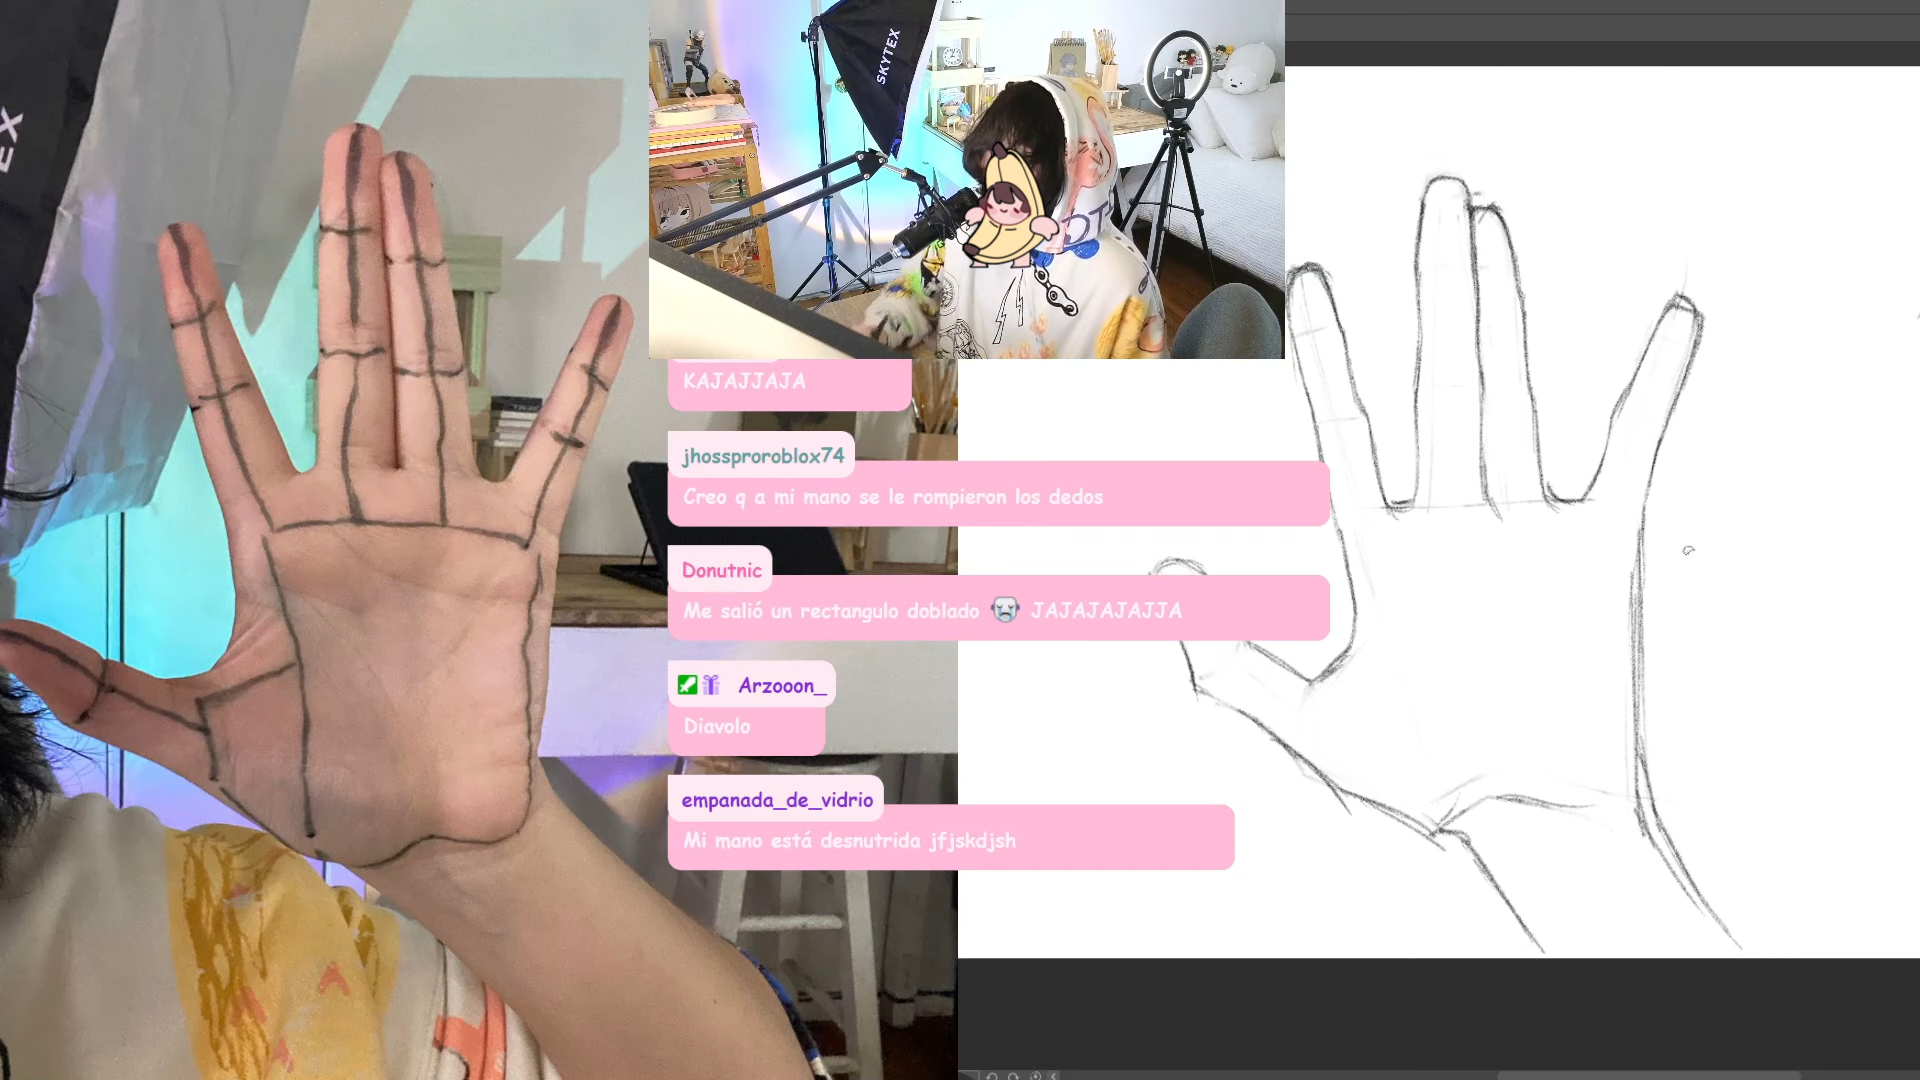 EX
SKYTEX
KAJAJJAJA
jhossproroblox74
Creo q a mi mano se le rompieron los dedos
Donutnic
Me salió un rectangulo doblado JAJAJAJAJJA
Arzooon_
Diavolo
empanada_de_vidrio
Mi mano está desnutrida jfjskdjsh